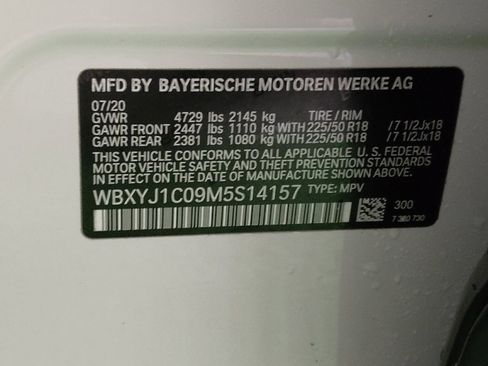 MFD BY BAYERISCHE MOTOREN WERKE AG
07/20
GVWR 4729 lbs 2145 kg TIRE / RIM
GAWR FRONT 2447 lbs 1110 kg WITH 225/50 R18 /7 1/2Jx18
GAWR REAR 2381 lbs 1080 kg WITH 225/50 R18 /7 1/2Jx18
THIS VEHICLE CONFORMS TO ALL APPLICABLE U.S. FEDERAL
MOTOR VEHICLE SAFETY AND THEFT PREVENTION STANDARDS
IN EFFECT ON THE DATE OF MANUFACTURE SHOWN ABOVE.
WBXYJ1C09M5S14157 TYPE: MPV
300
7 380 730